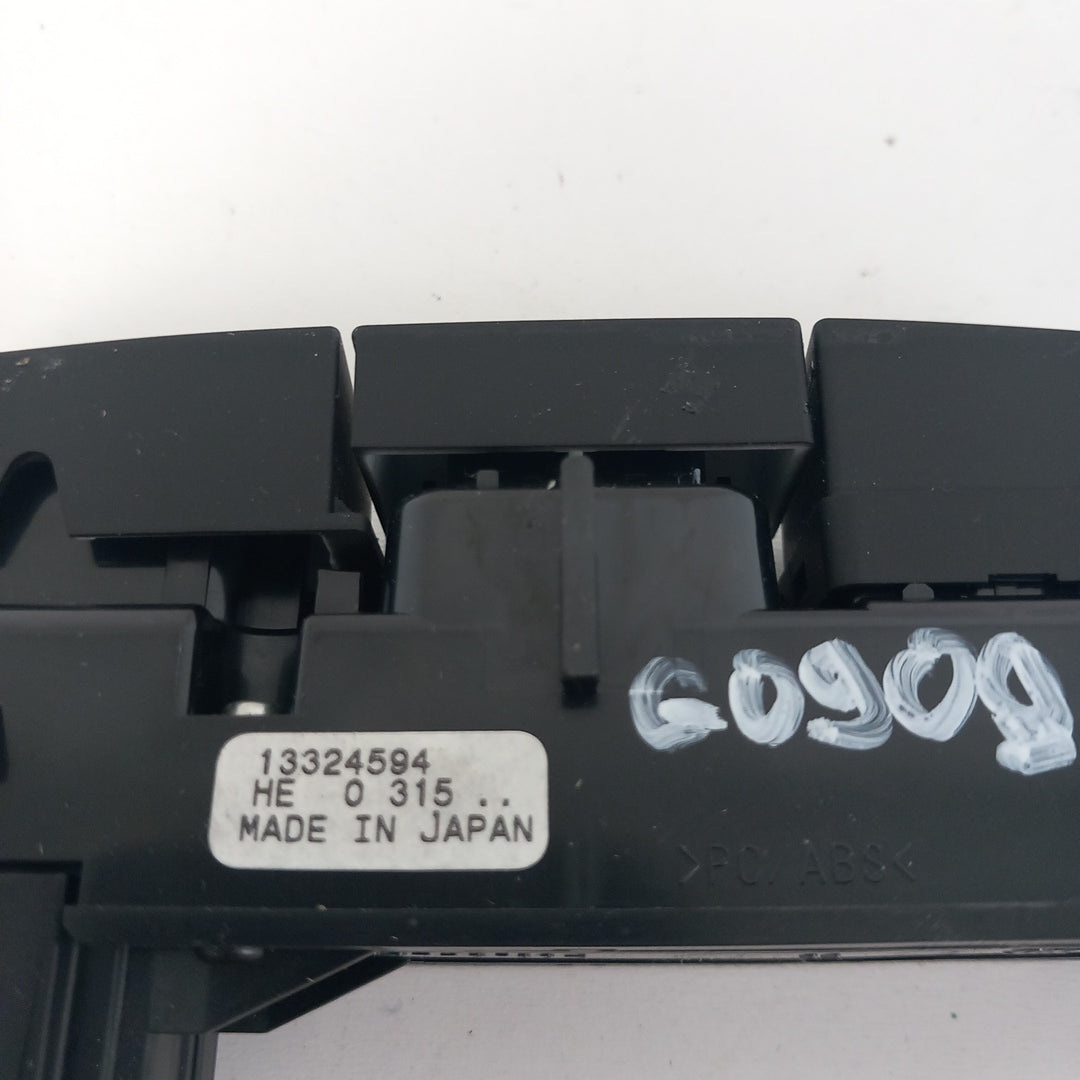 G0909
13324594
HE 0 315 ..
MADE IN JAPAN
>PC/ABS<